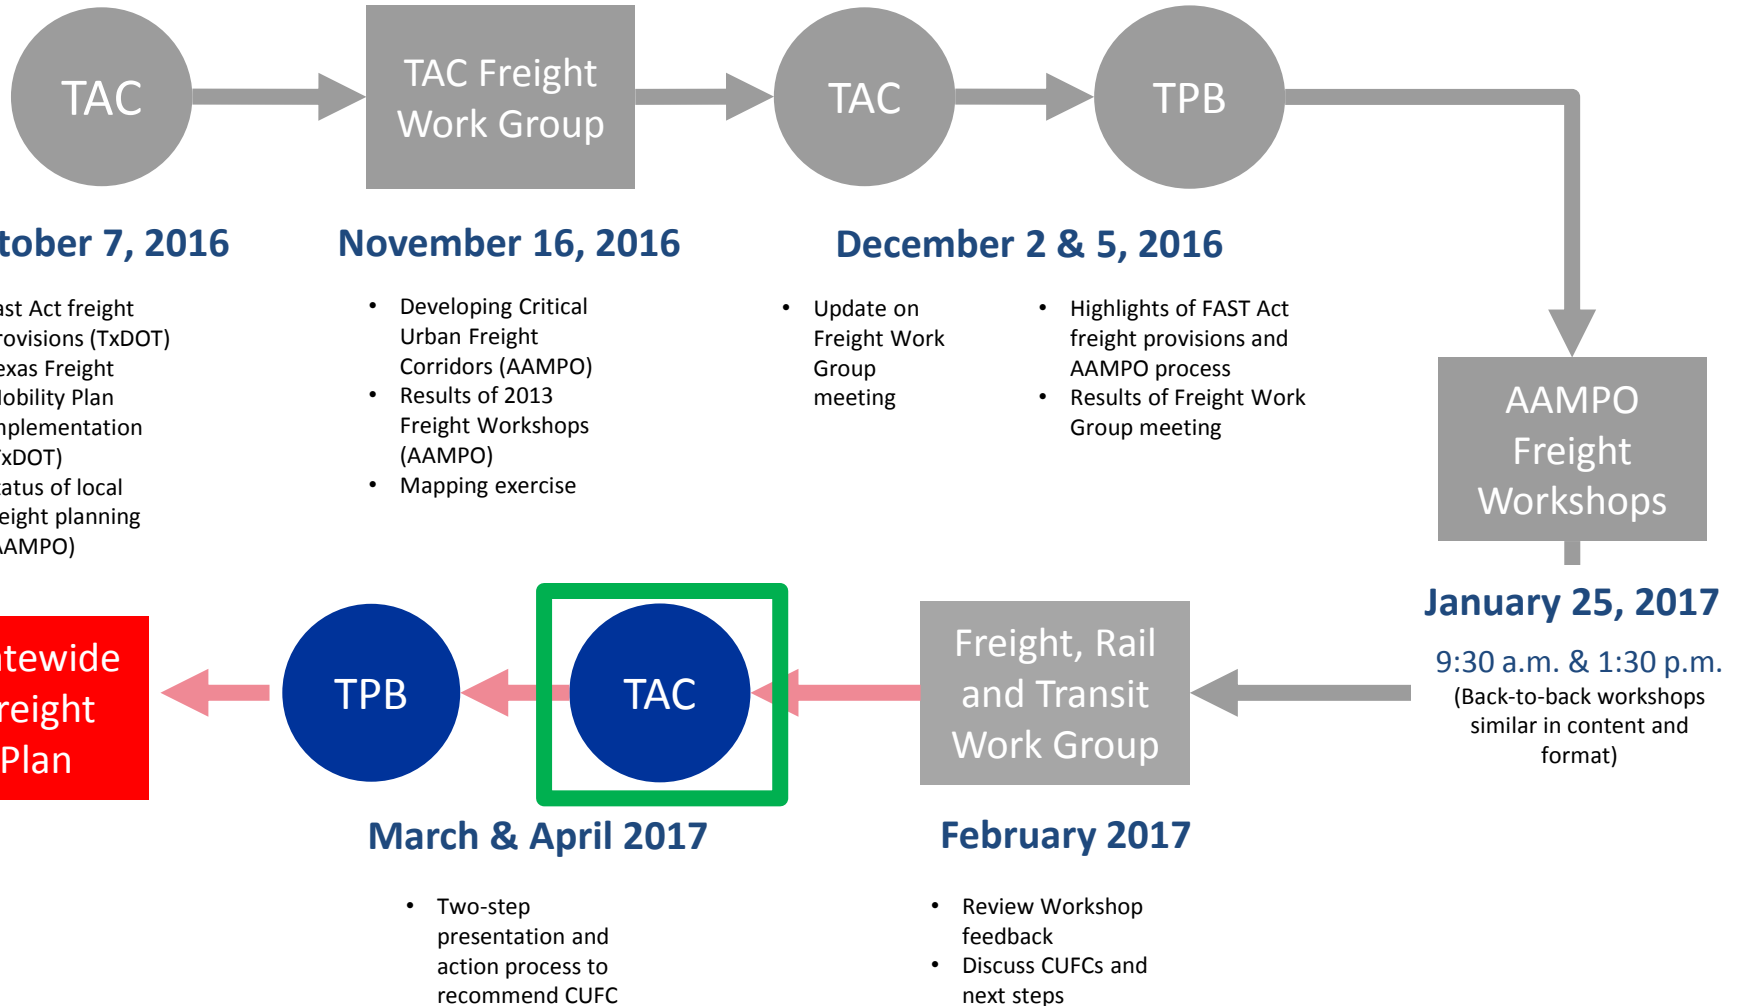 TAC
TAC Freight
Work Group
TAC
TPB
tober 7, 2016
November 16, 2016
December 2 & 5, 2016
ast Act freight
rovisions (TxDOT)
exas Freight
obility Plan
mplementation
xDOT)
tatus of local
eight planning
AAMPO)
• Developing Critical
Urban Freight
Corridors (AAMPO)
• Results of 2013
Freight Workshops
(AAMPO)
• Mapping exercise
• Update on
Freight Work
Group
meeting
• Highlights of FAST Act
freight provisions and
AAMPO process
• Results of Freight Work
Group meeting
AAMPO
Freight
Workshops
January 25, 2017
9:30 a.m. & 1:30 p.m.
(Back-to-back workshops
similar in content and
format)
Freight, Rail
and Transit
Work Group
TAC
TPB
atewide
reight
Plan
March & April 2017
February 2017
• Two-step
presentation and
action process to
recommend CUFC
• Review Workshop
feedback
• Discuss CUFCs and
next steps